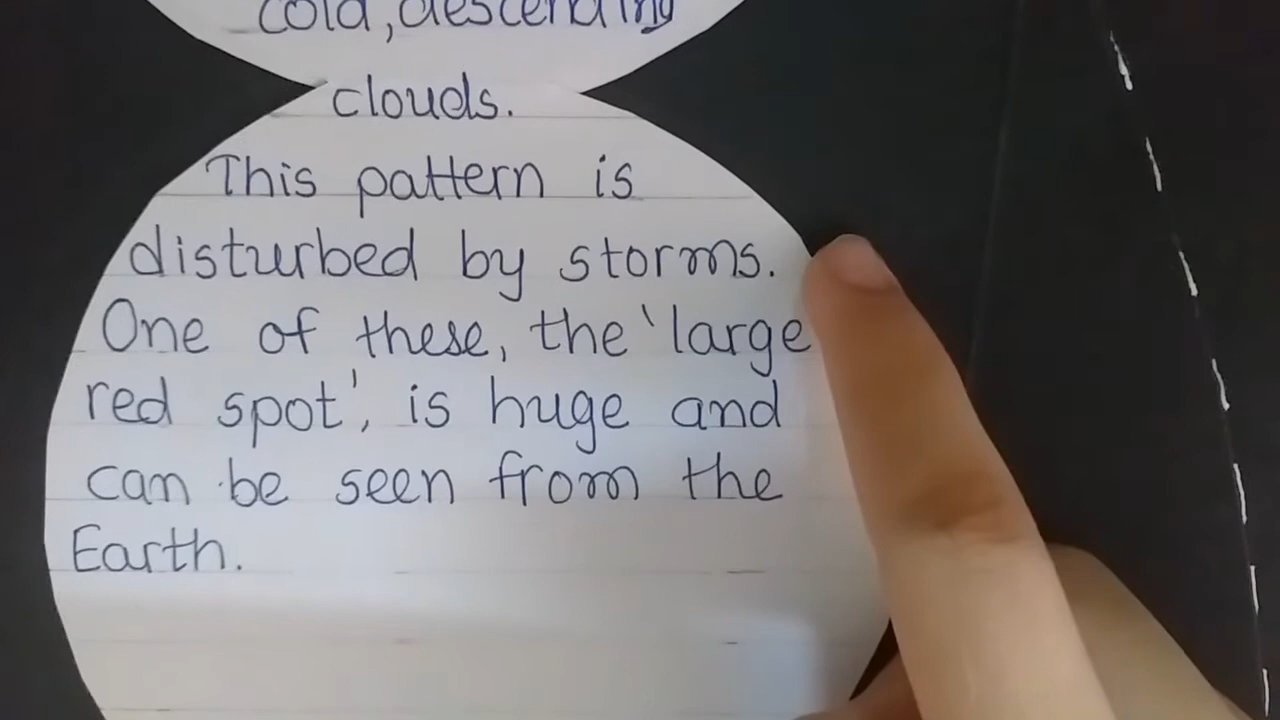 cold, descending
clouds.
This pattern is
disturbed by storms.
One of these, the 'large
red spot', is huge and
can be seen from the
Earth.